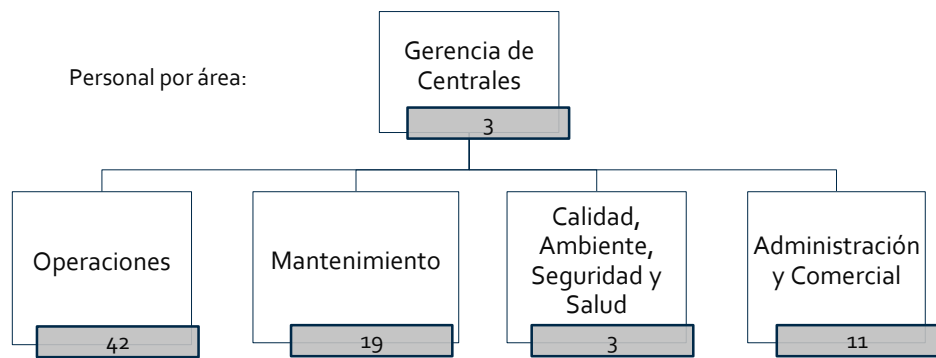 Personal por área:
Gerencia de
Centrales
3
Operaciones
42
Mantenimiento
19
Calidad,
Ambiente,
Seguridad y
Salud
3
Administración
y Comercial
11